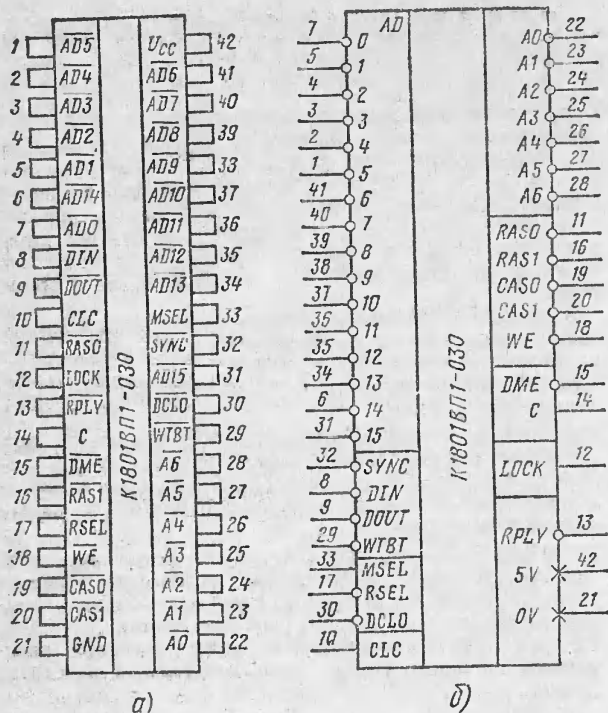 1 AD5 Ucc 42
2 AD4 AD6 41
3 AD3 AD7 40
4 AD2 AD8 39
5 AD1 AD9 33
6 AD14 AD10 37
7 AD0 AD11 36
8 DIN AD12 35
9 DOUT AD13 34
10 CLC MSEL 33
11 RAS0 SYNC 32
12 LOCK AD15 31
13 RPLY DCLO 30
14 C WTBT 29
15 DME A6 28
16 RAS1 A5 27
17 RSEL A4 26
18 WE A3 25
19 CAS0 A2 24
20 CAS1 A1 23
21 GND A0 22
К1801ВП1-030
а)
AD
7 0
5 1
4 2
3 3
2 4
1 5
41 6
40 7
39 8
38 9
37 10
36 11
35 12
34 13
6 14
31 15
32 SYNC
8 DIN
9 DOUT
29 WTBT
33 MSEL
17 RSEL
30 DCLO
10 CLC
К1801ВП1-030
A0 22
A1 23
A2 24
A3 25
A4 26
A5 27
A6 28
RAS0 11
RAS1 16
CAS0 19
CAS1 20
WE 18
DME 15
C 14
LOCK 12
RPLY 13
5V 42
0V 21
б)